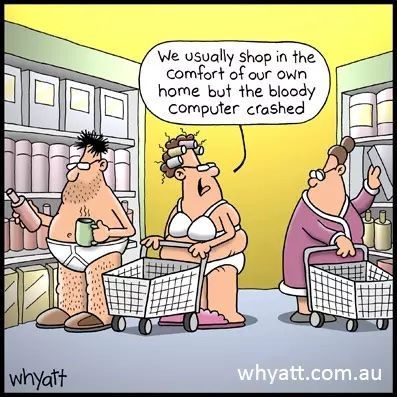 We usually shop in the
comfort of our own
home but the bloody
computer crashed
whyatt
whyatt.com.au